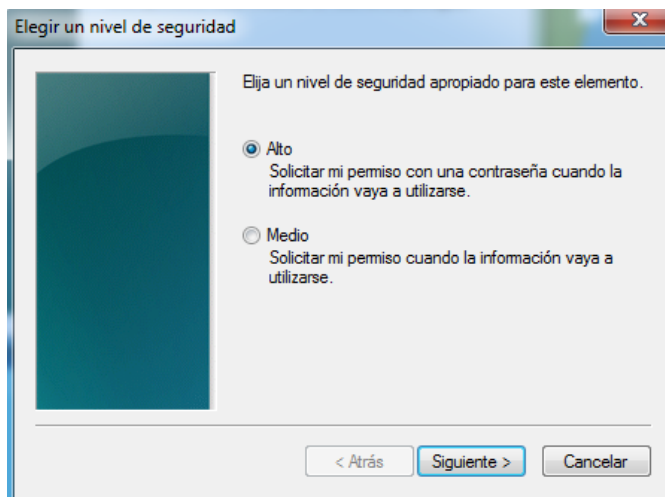 Elegir un nivel de seguridad
Elija un nivel de seguridad apropiado para este elemento.
Alto
Solicitar mi permiso con una contraseña cuando la
información vaya a utilizarse.
Medio
Solicitar mi permiso cuando la información vaya a
utilizarse.
< Atrás
Siguiente >
Cancelar